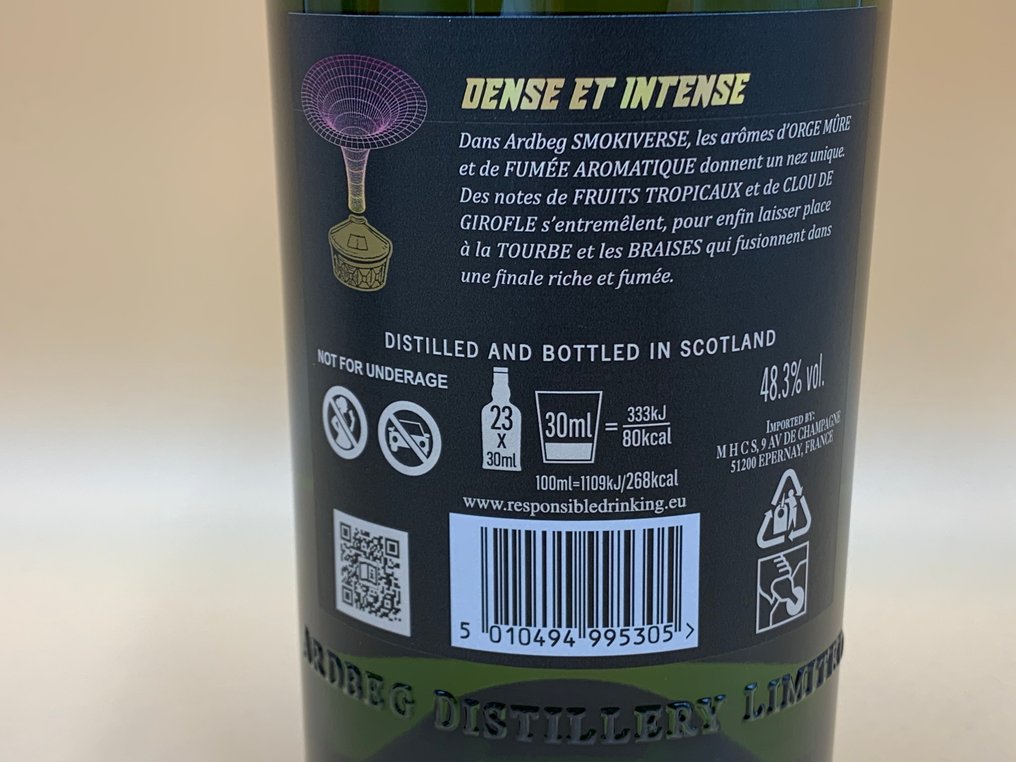 DENSE ET INTENSE
Dans Ardbeg SMOKIVERSE, les arômes d'ORGE MÛRE
et de FUMÉE AROMATIQUE donnent un nez unique.
Des notes de FRUITS TROPICAUX et de CLOU DE
GIROFLE s'entremêlent, pour enfin laisser place
à la TOURBE et les BRAISES qui fusionnent dans
une finale riche et fumée.
DISTILLED AND BOTTLED IN SCOTLAND
NOT FOR UNDERAGE
23
X
30ml
30ml = 333kJ
80kcal
100ml=1109kJ/268kcal
www.responsibledrinking.eu
48.3% vol.
IMPORTED BY:
M H C S, 9 AV DE CHAMPAGNE
51200 EPERNAY, FRANCE
5 010494 995305 >
ARDBEG DISTILLERY LIMITED